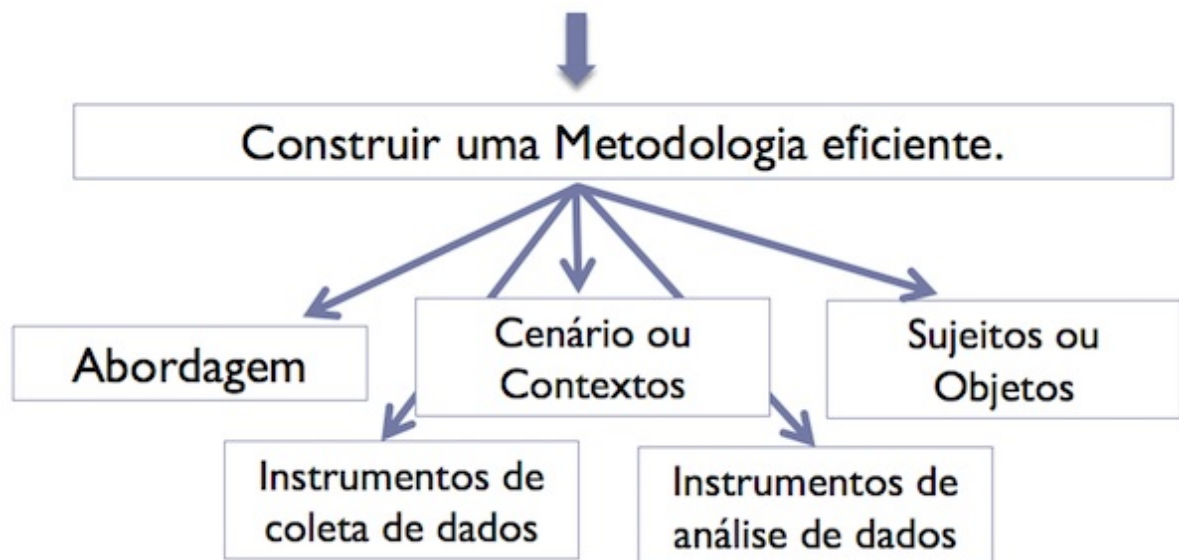 Construir uma Metodologia eficiente.
Abordagem
Cenário ou
Contextos
Sujeitos ou
Objetos
Instrumentos de
coleta de dados
Instrumentos de
análise de dados